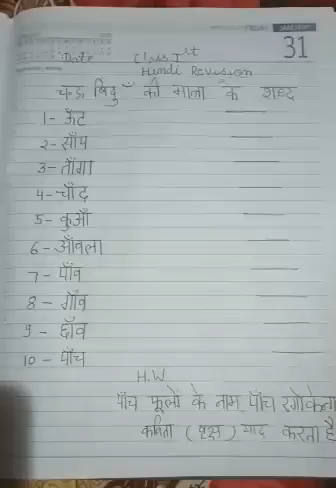 31
Date Class Ist
Hindi Revision
चन्द्र बिंदु ँ की मात्रा के शब्द
1- ऊँट
2- साँप
3- ताँगा
4- चाँद
5- कुआँ
6- आँवला
7- पाँव
8- गाँव
9- छाँव
10- पाँच
H.W
पाँच फूलों के नाम, पाँच रंगो के ना
कविता ( वृक्ष ) याद करना है